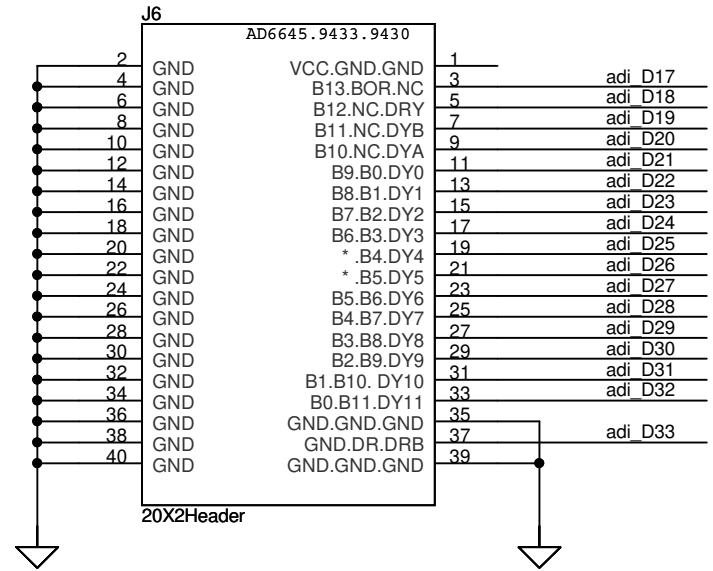 J6
AD6645.9433.9430
2 GND VCC.GND.GND 1
4 GND B13.BOR.NC 3 adi_D17
6 GND B12.NC.DRY 5 adi_D18
8 GND B11.NC.DYB 7 adi_D19
10 GND B10.NC.DYA 9 adi_D20
12 GND B9.B0.DY0 11 adi_D21
14 GND B8.B1.DY1 13 adi_D22
16 GND B7.B2.DY2 15 adi_D23
18 GND B6.B3.DY3 17 adi_D24
20 GND * .B4.DY4 19 adi_D25
22 GND * .B5.DY5 21 adi_D26
24 GND B5.B6.DY6 23 adi_D27
26 GND B4.B7.DY7 25 adi_D28
28 GND B3.B8.DY8 27 adi_D29
30 GND B2.B9.DY9 29 adi_D30
32 GND B1.B10. DY10 31 adi_D31
34 GND B0.B11.DY11 33 adi_D32
36 GND GND.GND.GND 35
38 GND GND.DR.DRB 37 adi_D33
40 GND GND.GND.GND 39
20X2Header